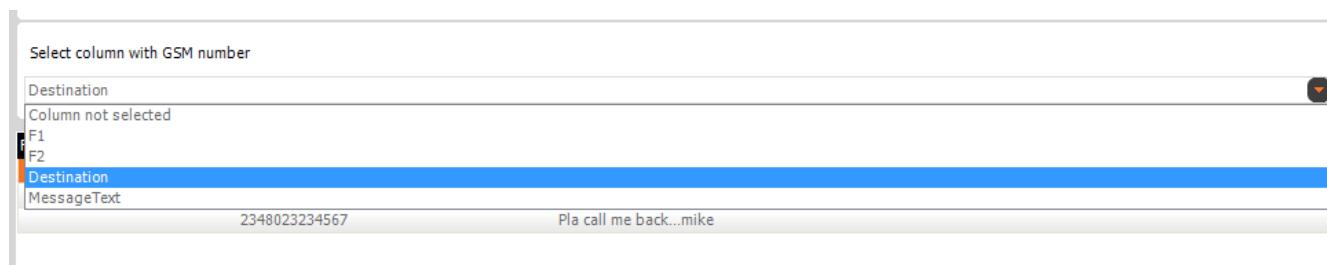 Select column with GSM number
Destination
Column not selected
F1
F2
Destination
MessageText
2348023234567 Pla call me back...mike